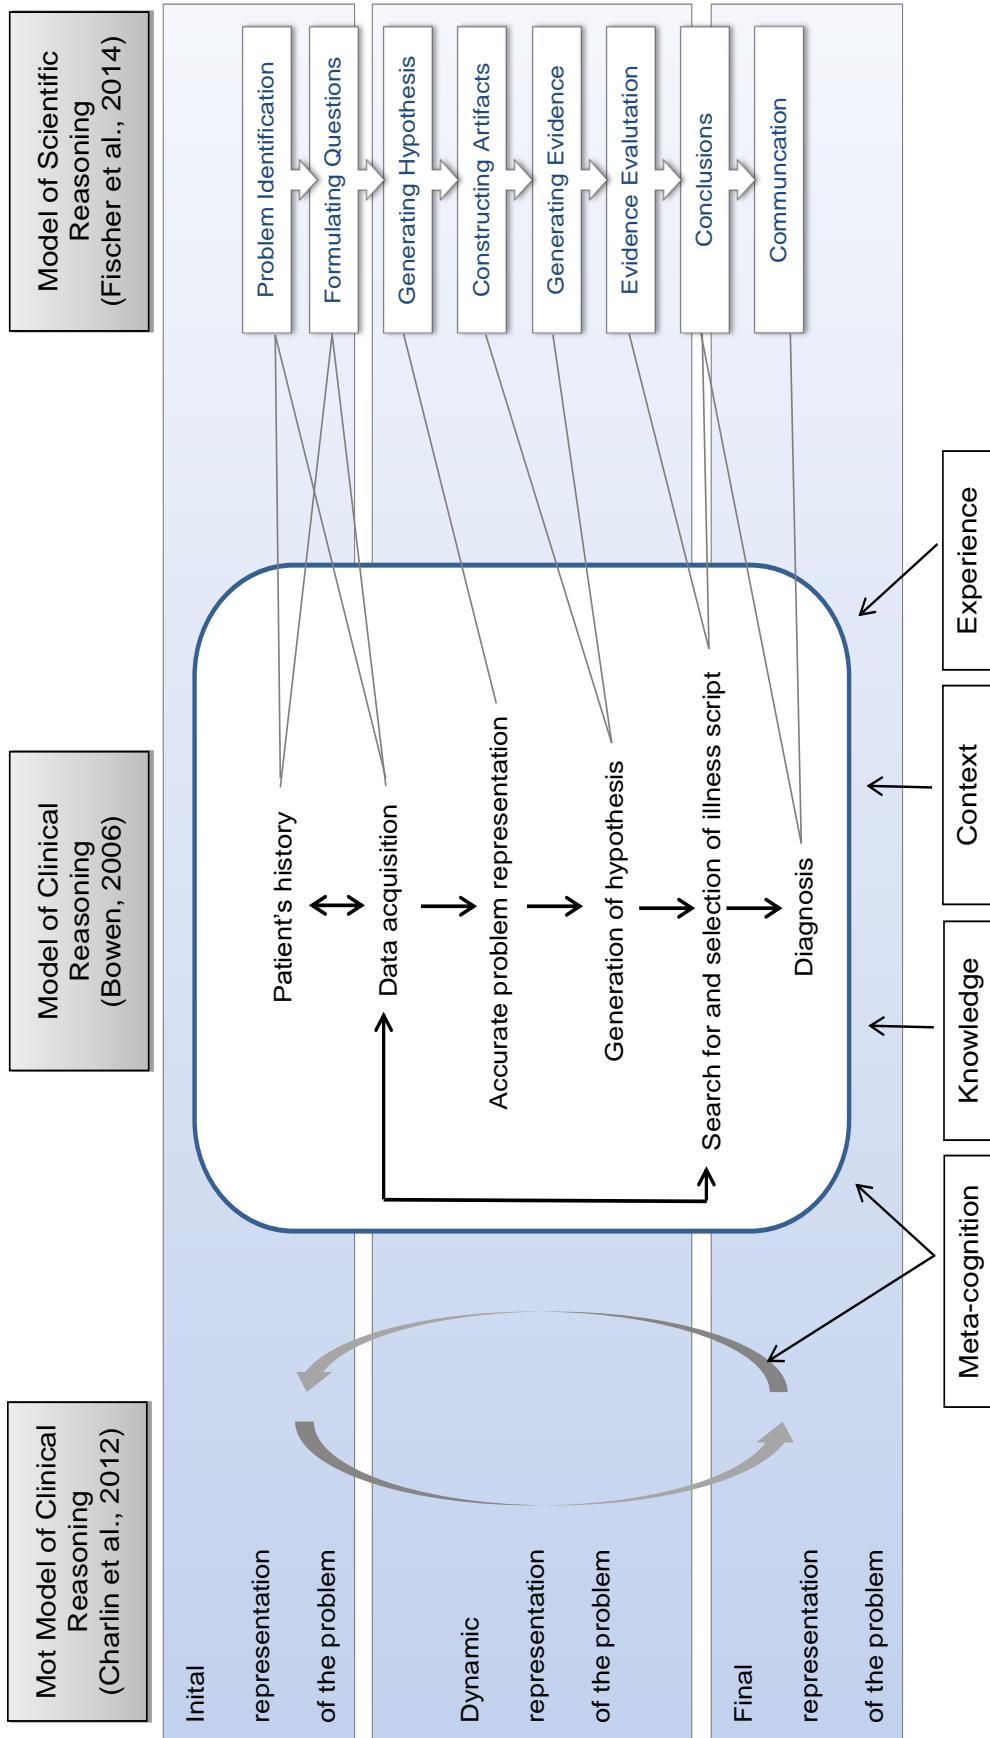 Mot Model of Clinical
Reasoning
(Charlin et al., 2012)
Model of Clinical
Reasoning
(Bowen, 2006)
Model of Scientific
Reasoning
(Fischer et al., 2014)
Inital
representation
of the problem
Dynamic
representation
of the problem
Final
representation
of the problem
Patient's history
Data acquisition
Accurate problem representation
Generation of hypothesis
Search for and selection of illness script
Diagnosis
Problem Identification
Formulating Questions
Generating Hypothesis
Constructing Artifacts
Generating Evidence
Evidence Evalutation
Conclusions
Communcation
Meta-cognition
Knowledge
Context
Experience